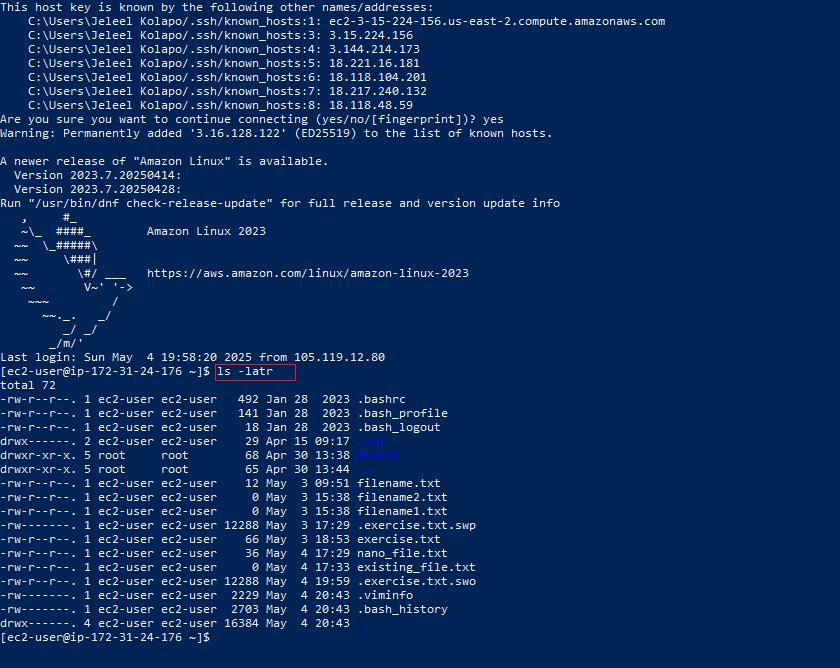 This host key is known by the following other names/addresses:
    C:\Users\Jeleel Kolapo/.ssh/known_hosts:1: ec2-3-15-224-156.us-east-2.compute.amazonaws.com
    C:\Users\Jeleel Kolapo/.ssh/known_hosts:3: 3.15.224.156
    C:\Users\Jeleel Kolapo/.ssh/known_hosts:4: 3.144.214.173
    C:\Users\Jeleel Kolapo/.ssh/known_hosts:5: 18.221.16.181
    C:\Users\Jeleel Kolapo/.ssh/known_hosts:6: 18.118.104.201
    C:\Users\Jeleel Kolapo/.ssh/known_hosts:7: 18.217.240.132
    C:\Users\Jeleel Kolapo/.ssh/known_hosts:8: 18.118.48.59
Are you sure you want to continue connecting (yes/no/[fingerprint])? yes
Warning: Permanently added '3.16.128.122' (ED25519) to the list of known hosts.
A newer release of "Amazon Linux" is available.
  Version 2023.7.20250414:
  Version 2023.7.20250428:
Run "/usr/bin/dnf check-release-update" for full release and version update info
   ,     #_
   ~\_  ####_        Amazon Linux 2023
  ~~  \_#####\
  ~~     \###|
  ~~       \#/ ___   https://aws.amazon.com/linux/amazon-linux-2023
   ~~       V~' '->
    ~~~         /
      ~~._.   _/
         _/ _/
       _/m/'
Last login: Sun May  4 19:58:20 2025 from 105.119.12.80
[ec2-user@ip-172-31-24-176 ~]$ ls -latr
total 72
-rw-r--r--. 1 ec2-user ec2-user   492 Jan 28  2023 .bashrc
-rw-r--r--. 1 ec2-user ec2-user   141 Jan 28  2023 .bash_profile
-rw-r--r--. 1 ec2-user ec2-user    18 Jan 28  2023 .bash_logout
drwx------. 2 ec2-user ec2-user    29 Apr 15 09:17 .ssh
drwxr-xr-x. 5 root     root        68 Apr 30 13:38 photos
drwxr-xr-x. 5 root     root        65 Apr 30 13:44
-rw-r--r--. 1 ec2-user ec2-user    12 May  3 09:51 filename.txt
-rw-r--r--. 1 ec2-user ec2-user     0 May  3 15:38 filename2.txt
-rw-r--r--. 1 ec2-user ec2-user     0 May  3 15:38 filename1.txt
-rw-------. 1 ec2-user ec2-user 12288 May  3 17:29 .exercise.txt.swp
-rw-r--r--. 1 ec2-user ec2-user    66 May  3 18:53 exercise.txt
-rw-r--r--. 1 ec2-user ec2-user    36 May  4 17:29 nano_file.txt
-rw-r--r--. 1 ec2-user ec2-user     0 May  4 17:33 existing_file.txt
-rw-r--r--. 1 ec2-user ec2-user 12288 May  4 19:59 .exercise.txt.swo
-rw-------. 1 ec2-user ec2-user  2229 May  4 20:43 .viminfo
-rw-------. 1 ec2-user ec2-user  2703 May  4 20:43 .bash_history
drwx------. 4 ec2-user ec2-user 16384 May  4 20:43
[ec2-user@ip-172-31-24-176 ~]$